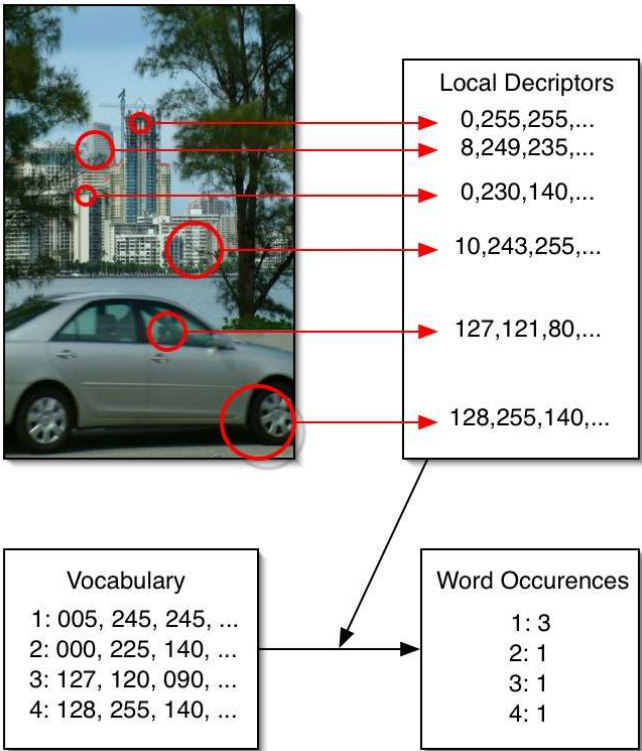 Local Decriptors
0,255,255,...
8,249,235,...
0,230,140,...
10,243,255,...
127,121,80,...
128,255,140,...
Vocabulary
1: 005, 245, 245, ...
2: 000, 225, 140, ...
3: 127, 120, 090, ...
4: 128, 255, 140, ...
Word Occurences
1: 3
2: 1
3: 1
4: 1